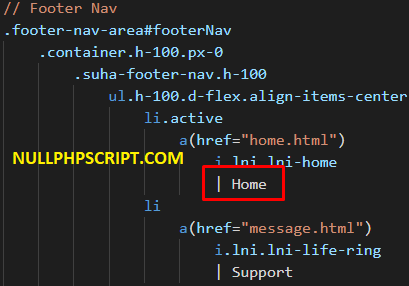 // Footer Nav
.footer-nav-area#footerNav
.container.h-100.px-0
.suha-footer-nav.h-100
ul.h-100.d-flex.align-items-center
li.active
a(href="home.html")
NULLPHPSCRIPT.COM i.lni.lni-home
| Home
li
a(href="message.html")
i.lni.lni-life-ring
| Support